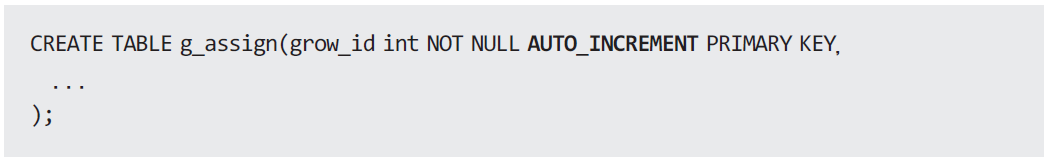 CREATE TABLE g_assign(grow_id int NOT NULL AUTO_INCREMENT PRIMARY KEY,
...
);